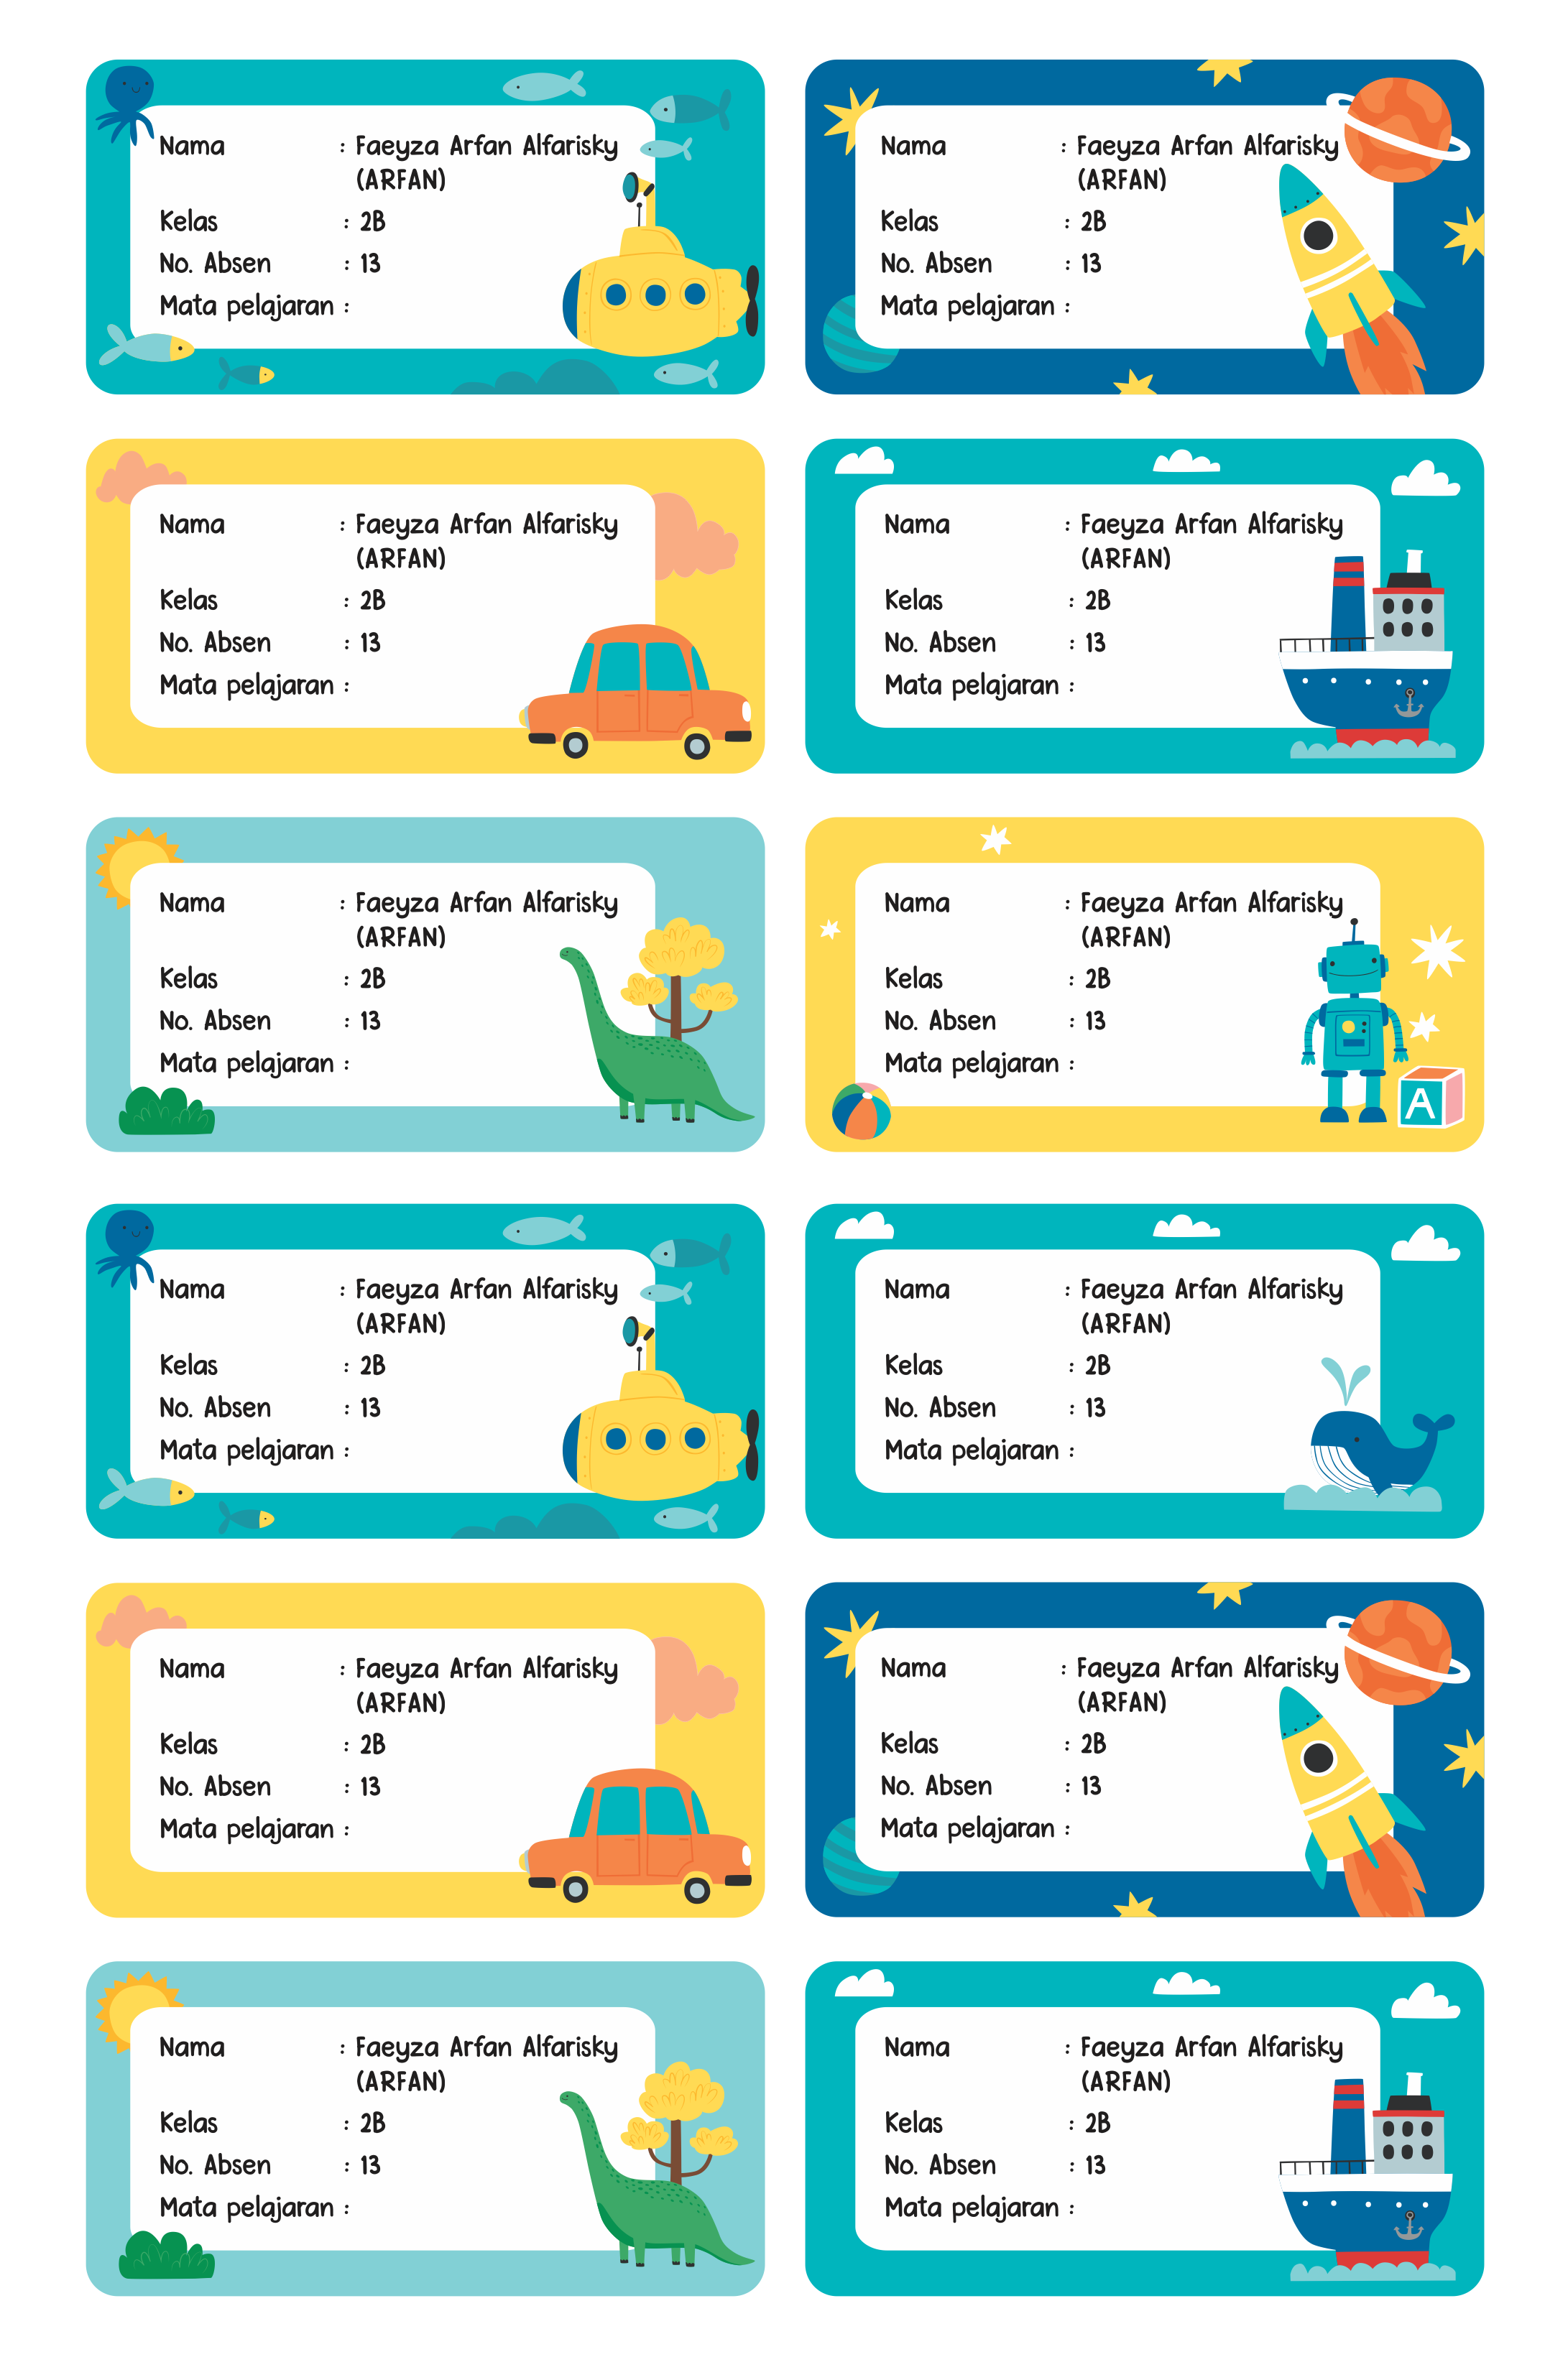 Nama : Faeyza Arfan Alfarisky
(ARFAN)
Kelas : 2B
No. Absen : 13
Mata pelajaran :
Nama : Faeyza Arfan Alfarisky
(ARFAN)
Kelas : 2B
No. Absen : 13
Mata pelajaran :
Nama : Faeyza Arfan Alfarisky
(ARFAN)
Kelas : 2B
No. Absen : 13
Mata pelajaran :
Nama : Faeyza Arfan Alfarisky
(ARFAN)
Kelas : 2B
No. Absen : 13
Mata pelajaran :
Nama : Faeyza Arfan Alfarisky
(ARFAN)
Kelas : 2B
No. Absen : 13
Mata pelajaran :
Nama : Faeyza Arfan Alfarisky
(ARFAN)
Kelas : 2B
No. Absen : 13
Mata pelajaran :
A
Nama : Faeyza Arfan Alfarisky
(ARFAN)
Kelas : 2B
No. Absen : 13
Mata pelajaran :
Nama : Faeyza Arfan Alfarisky
(ARFAN)
Kelas : 2B
No. Absen : 13
Mata pelajaran :
Nama : Faeyza Arfan Alfarisky
(ARFAN)
Kelas : 2B
No. Absen : 13
Mata pelajaran :
Nama : Faeyza Arfan Alfarisky
(ARFAN)
Kelas : 2B
No. Absen : 13
Mata pelajaran :
Nama : Faeyza Arfan Alfarisky
(ARFAN)
Kelas : 2B
No. Absen : 13
Mata pelajaran :
Nama : Faeyza Arfan Alfarisky
(ARFAN)
Kelas : 2B
No. Absen : 13
Mata pelajaran :